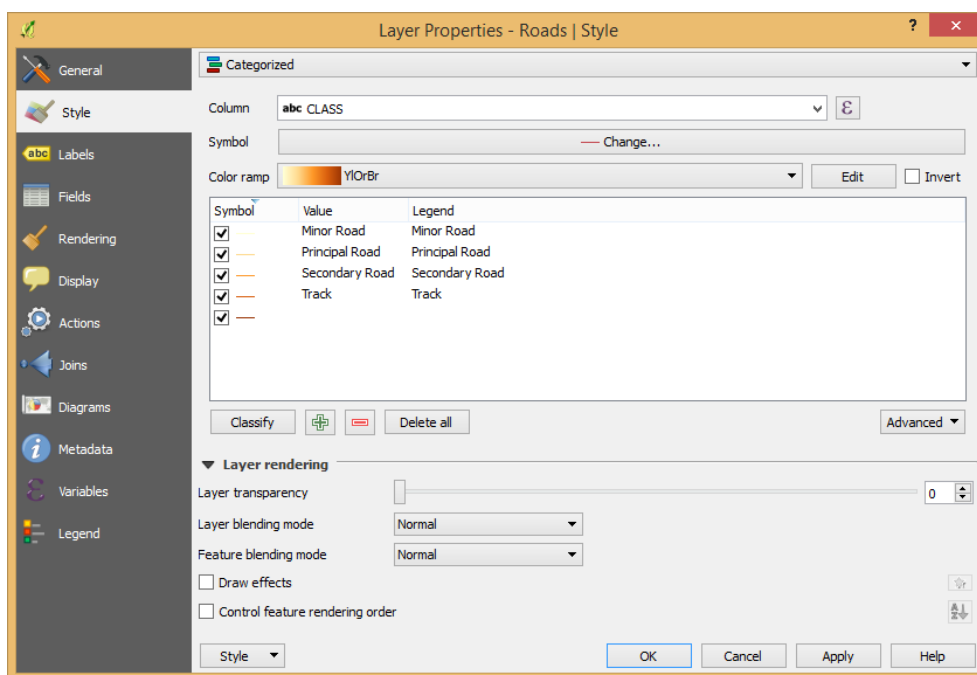 Layer Properties - Roads | Style
?
×
General
Style
Labels
Fields
Rendering
Display
Actions
Joins
Diagrams
Metadata
Variables
Legend
abc
Categorized
Column abc CLASS ε
Symbol Change...
Color ramp YlOrBr Edit Invert
Symbol Value Legend
Minor Road Minor Road
Principal Road Principal Road
Secondary Road Secondary Road
Track Track
Classify Delete all Advanced
Layer rendering
Layer transparency 0
Layer blending mode Normal
Feature blending mode Normal
Draw effects
Control feature rendering order
Style OK Cancel Apply Help